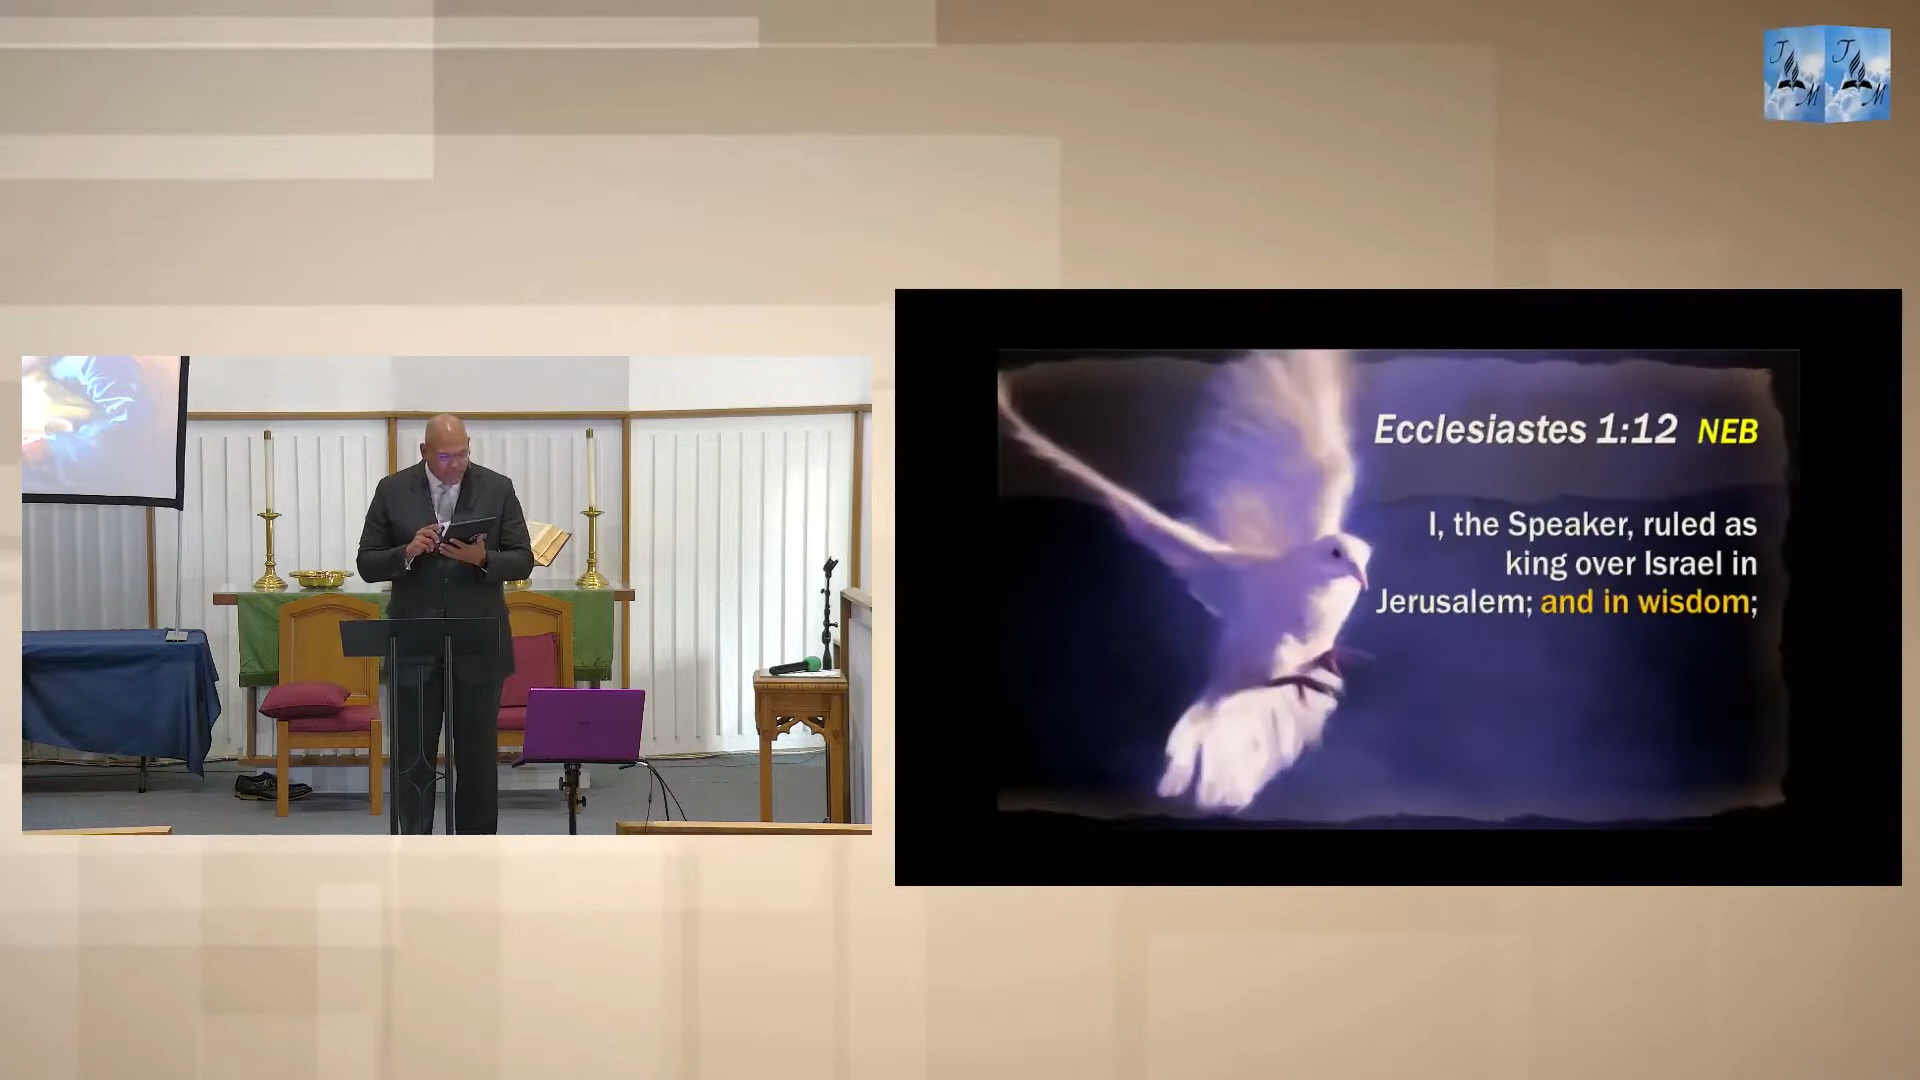 J M J M
Ecclesiastes 1:12 NEB
I, the Speaker, ruled as
king over Israel in
Jerusalem; and in wisdom;